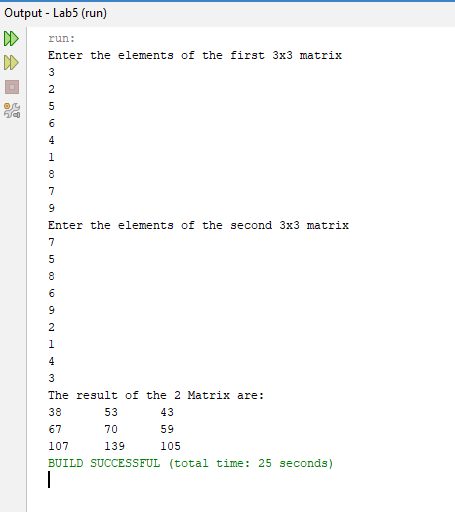 Output - Lab5 (run)
run:
Enter the elements of the first 3x3 matrix
3
2
5
6
4
1
8
7
9
Enter the elements of the second 3x3 matrix
7
5
8
6
9
2
1
4
3
The result of the 2 Matrix are:
38 53 43
67 70 59
107 139 105
BUILD SUCCESSFUL (total time: 25 seconds)